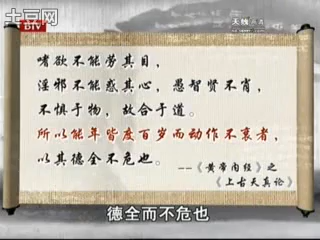 土豆网
BTV
天线
嗜欲不能劳其目，
淫邪不能惑其心，愚智贤不肖，
不惧于物，故合于道。
所以能年皆度百岁而动作不衰者，
以其德全不危也。
--《黄帝内经》之
《上古天真论》
德全而不危也